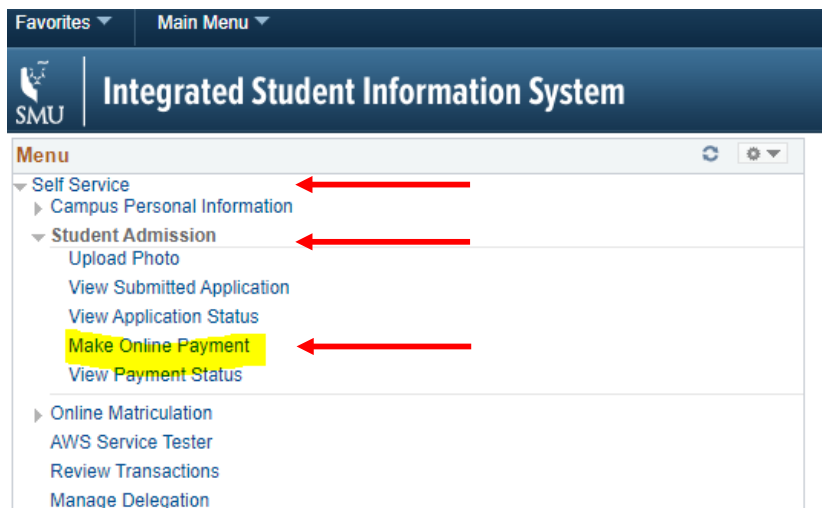 Favorites Main Menu
SMU Integrated Student Information System
Menu
Self Service
Campus Personal Information
Student Admission
Upload Photo
View Submitted Application
View Application Status
Make Online Payment
View Payment Status
Online Matriculation
AWS Service Tester
Review Transactions
Manage Delegation